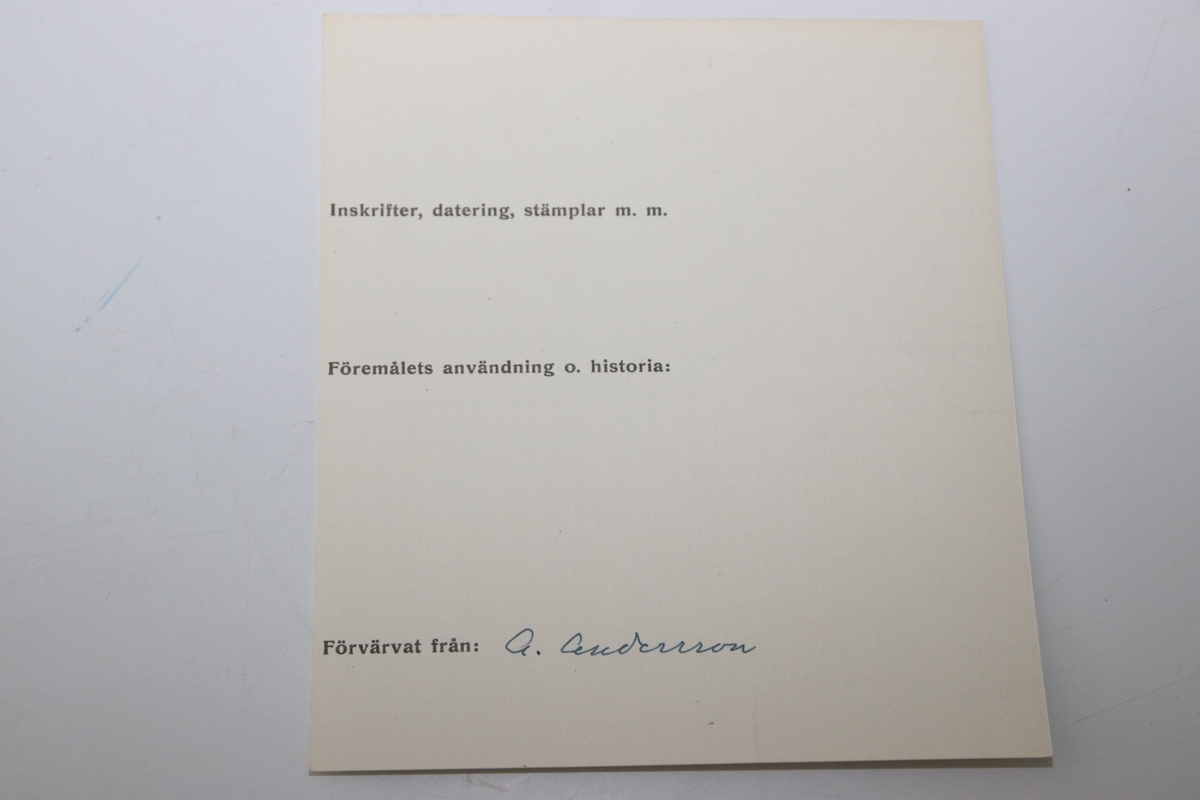 Inskrifter, datering, stämplar m. m.
Föremålets användning o. historia:
Förvärvat från: A. Andersson